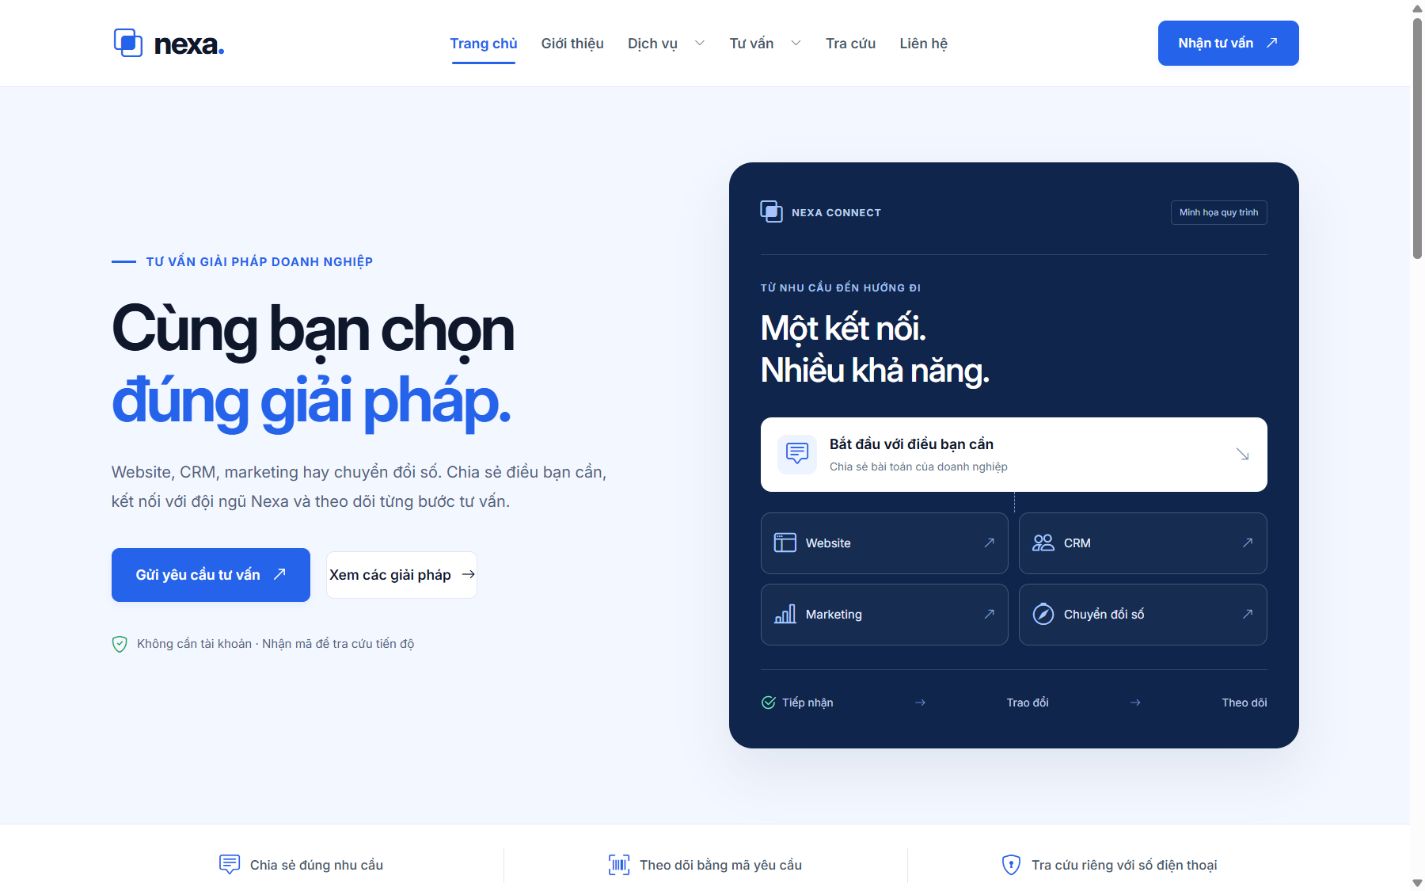 nexa.
Trang chủ
Giới thiệu
Dịch vụ
Tư vấn
Tra cứu
Liên hệ
Nhận tư vấn
TƯ VẤN GIẢI PHÁP DOANH NGHIỆP
Cùng bạn chọn
đúng giải pháp.
Website, CRM, marketing hay chuyển đổi số. Chia sẻ điều bạn cần,
kết nối với đội ngũ Nexa và theo dõi từng bước tư vấn.
Gửi yêu cầu tư vấn
Xem các giải pháp
Không cần tài khoản · Nhận mã để tra cứu tiến độ
NEXA CONNECT
Minh họa quy trình
TỪ NHU CẦU ĐẾN HƯỚNG ĐI
Một kết nối.
Nhiều khả năng.
Bắt đầu với điều bạn cần
Chia sẻ bài toán của doanh nghiệp
Website
CRM
Marketing
Chuyển đổi số
Tiếp nhận
Trao đổi
Theo dõi
Chia sẻ đúng nhu cầu
Theo dõi bằng mã yêu cầu
Tra cứu riêng với số điện thoại